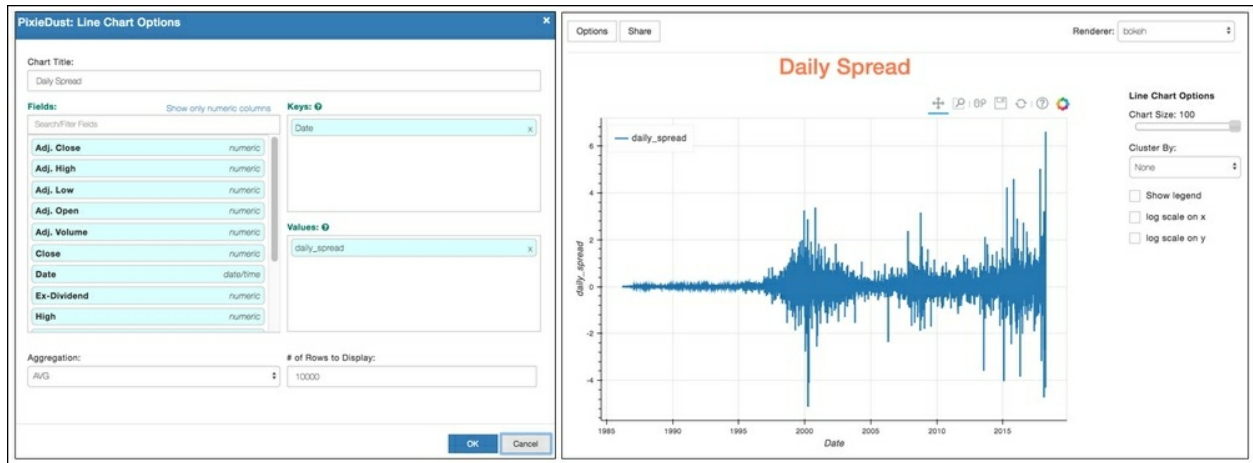 PixieDust: Line Chart Options
×
Chart Title:
Daily Spread
Fields:
Show only numeric columns
Search/Filter Fields
Adj. Close numeric
Adj. High numeric
Adj. Low numeric
Adj. Open numeric
Adj. Volume numeric
Close numeric
Date date/time
Ex-Dividend numeric
High numeric
Keys:
Date x
Values:
daily_spread x
Aggregation:
AVG
# of Rows to Display:
10000
OK
Cancel
Options
Share
Renderer:
bokeh
Daily Spread
daily_spread
6
4
2
0
-2
-4
daily_spread
1985
1990
1995
2000
2005
2010
2015
Date
Line Chart Options
Chart Size: 100
Cluster By:
None
Show legend
log scale on x
log scale on y